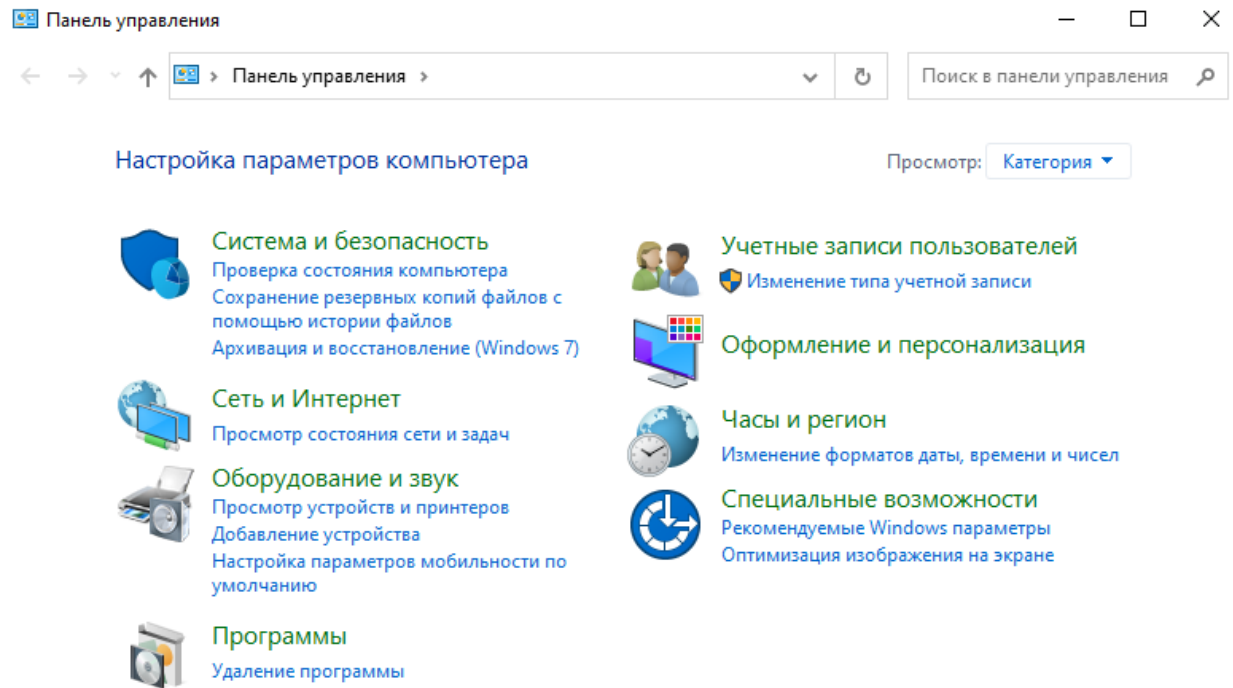 Панель управления
Панель управления
Поиск в панели управления
Настройка параметров компьютера
Просмотр: Категория
Система и безопасность
Проверка состояния компьютера
Сохранение резервных копий файлов с
помощью истории файлов
Архивация и восстановление (Windows 7)
Сеть и Интернет
Просмотр состояния сети и задач
Оборудование и звук
Просмотр устройств и принтеров
Добавление устройства
Настройка параметров мобильности по
умолчанию
Программы
Удаление программы
Учетные записи пользователей
Изменение типа учетной записи
Оформление и персонализация
Часы и регион
Изменение форматов даты, времени и чисел
Специальные возможности
Рекомендуемые Windows параметры
Оптимизация изображения на экране